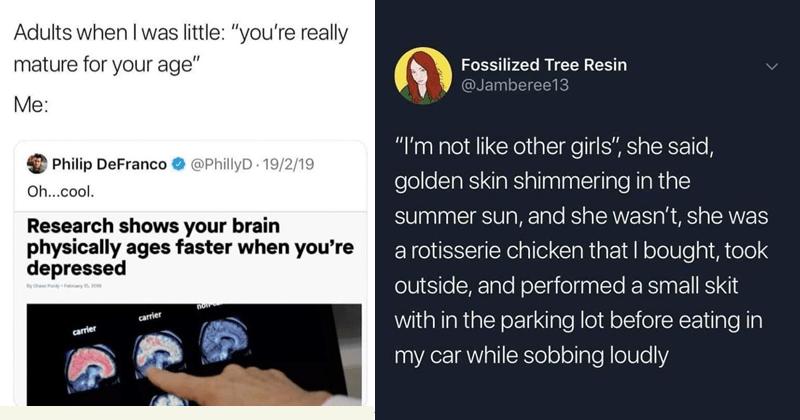 Adults when I was little: “you’re really
mature for your age”
Me:
Philip DeFranco @PhillyD · 19/2/19
Oh...cool.
Research shows your brain
physically ages faster when you’re
depressed
carrier
carrier
Fossilized Tree Resin
@Jamberee13
“I’m not like other girls”, she said,
golden skin shimmering in the
summer sun, and she wasn’t, she was
a rotisserie chicken that I bought, took
outside, and performed a small skit
with in the parking lot before eating in
my car while sobbing loudly